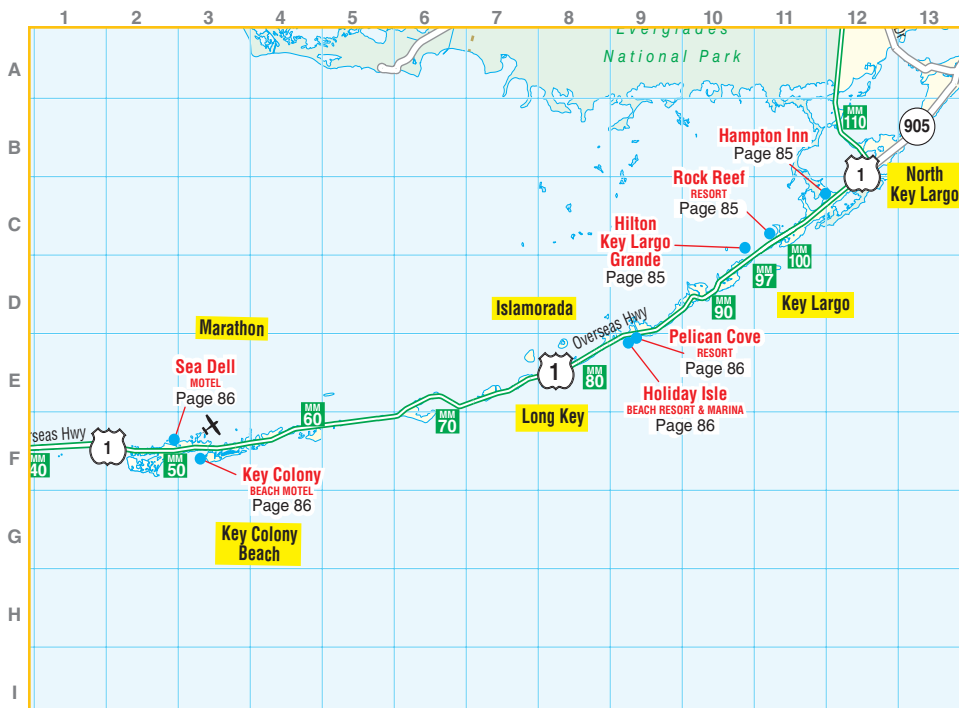 1 2 3 4 5 6 7 8 9 10 11 12 13
A
B
C
D
E
F
G
H
I
Everglades
National Park
MM
110
905
1
North
Key Largo
Hampton Inn
Page 85
Rock Reef
RESORT
Page 85
Hilton
Key Largo
Grande
Page 85
MM
100
MM
97
MM
90
Key Largo
Islamorada
Overseas Hwy
Pelican Cove
RESORT
Page 86
Holiday Isle
BEACH RESORT & MARINA
Page 86
1
MM
80
Long Key
MM
70
MM
60
Marathon
Sea Dell
MOTEL
Page 86
rseas Hwy
1
MM
40
MM
50
Key Colony
BEACH MOTEL
Page 86
Key Colony
Beach